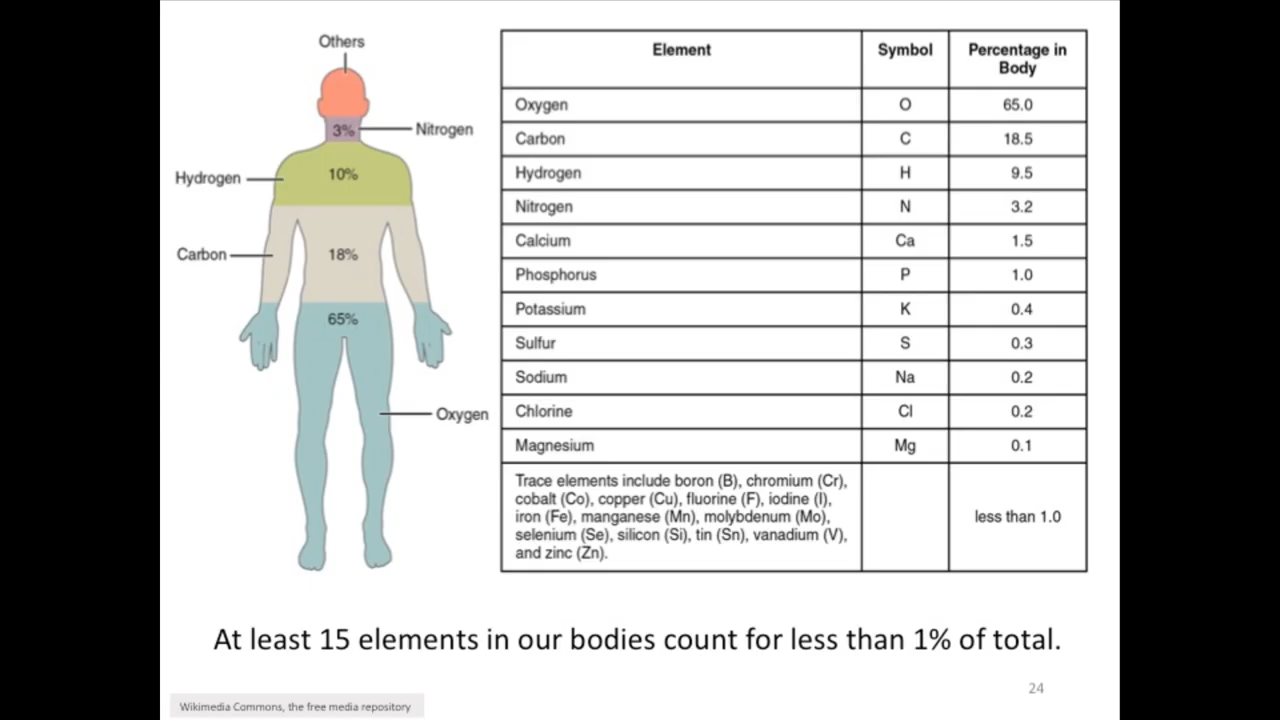 Others
3%
Nitrogen
Hydrogen
10%
Carbon
18%
65%
Oxygen
Element Symbol Percentage in
Body
Oxygen O 65.0
Carbon C 18.5
Hydrogen H 9.5
Nitrogen N 3.2
Calcium Ca 1.5
Phosphorus P 1.0
Potassium K 0.4
Sulfur S 0.3
Sodium Na 0.2
Chlorine Cl 0.2
Magnesium Mg 0.1
Trace elements include boron (B), chromium (Cr),
cobalt (Co), copper (Cu), fluorine (F), iodine (I),
iron (Fe), manganese (Mn), molybdenum (Mo),
selenium (Se), silicon (Si), tin (Sn), vanadium (V),
and zinc (Zn).
less than 1.0
At least 15 elements in our bodies count for less than 1% of total.
24
Wikimedia Commons, the free media repository